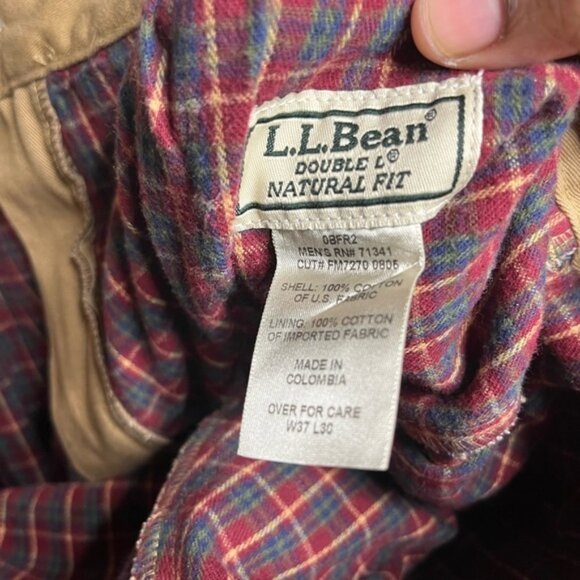 L.L.Bean®
DOUBLE L®
NATURAL FIT
0BFR2
MEN'S RN# 71341
CUT# FM7270 0805
SHELL: 100% COTTON
OF U.S. FABRIC
LINING: 100% COTTON
OF IMPORTED FABRIC
MADE IN
COLOMBIA
OVER FOR CARE
W37 L30